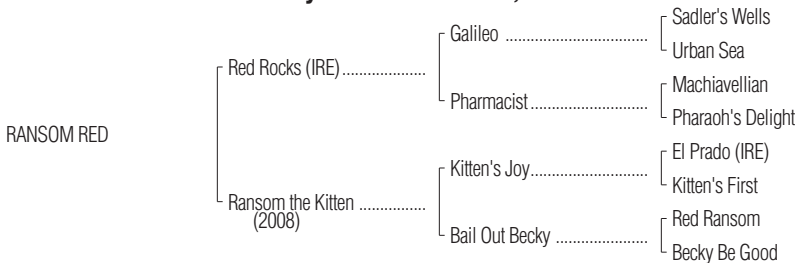 Sadler's Wells
Galileo ................................
Urban Sea
Red Rocks (IRE)....................
Machiavellian
Pharmacist..........................
Pharaoh's Delight
RANSOM RED
El Prado (IRE)
Kitten's Joy..........................
Kitten's First
Ransom the Kitten ................
(2008)
Red Ransom
Bail Out Becky .....................
Becky Be Good